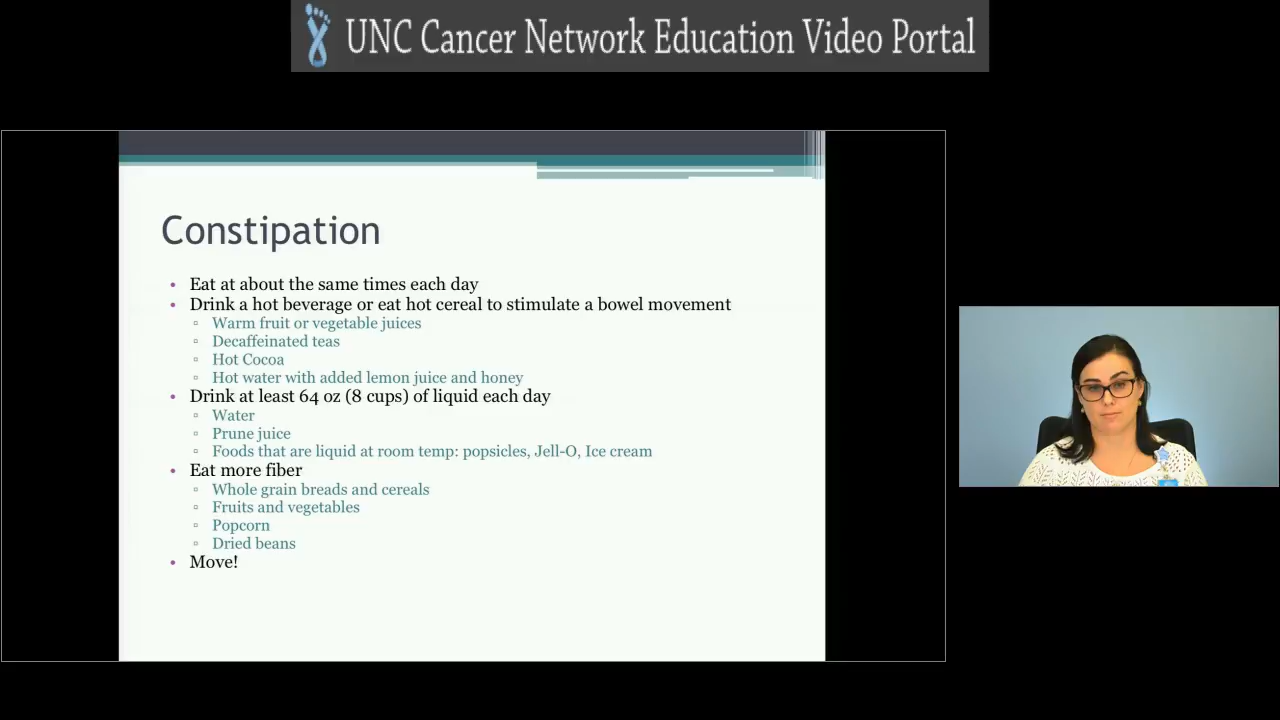 UNC Cancer Network Education Video Portal
Constipation
• Eat at about the same times each day
• Drink a hot beverage or eat hot cereal to stimulate a bowel movement
▫ Warm fruit or vegetable juices
▫ Decaffeinated teas
▫ Hot Cocoa
▫ Hot water with added lemon juice and honey
• Drink at least 64 oz (8 cups) of liquid each day
▫ Water
▫ Prune juice
▫ Foods that are liquid at room temp: popsicles, Jell-O, Ice cream
• Eat more fiber
▫ Whole grain breads and cereals
▫ Fruits and vegetables
▫ Popcorn
▫ Dried beans
• Move!